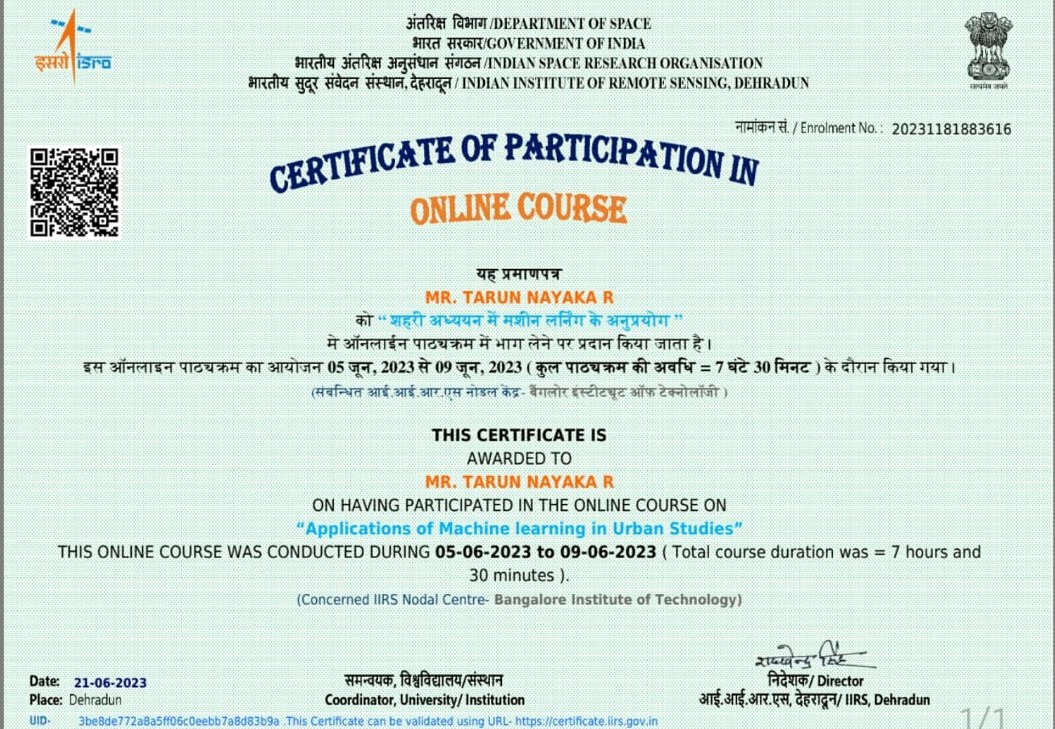 इसरो isro
अंतरिक्ष विभाग /DEPARTMENT OF SPACE
भारत सरकार/GOVERNMENT OF INDIA
भारतीय अंतरिक्ष अनुसंधान संगठन/INDIAN SPACE RESEARCH ORGANISATION
भारतीय सुदूर संवेदन संस्थान, देहरादून / INDIAN INSTITUTE OF REMOTE SENSING, DEHRADUN
सत्यमेव जयते
नामांकन सं. / Enrolment No.: 20231181883616
CERTIFICATE OF PARTICIPATION IN
ONLINE COURSE
यह प्रमाणपत्र
MR. TARUN NAYAKA R
को “ शहरी अध्ययन में मशीन लर्निंग के अनुप्रयोग ”
मे ऑनलाईन पाठ्यक्रम में भाग लेने पर प्रदान किया जाता है।
इस ऑनलाइन पाठ्यक्रम का आयोजन 05 जून, 2023 से 09 जून, 2023 ( कुल पाठ्यक्रम की अवधि = 7 घंटे 30 मिनट ) के दौरान किया गया।
(संबन्धित आई.आई.आर.एस नोडल केंद्र- बैंगलोर इंस्टीट्यूट ऑफ टेक्नोलॉजी )
THIS CERTIFICATE IS
AWARDED TO
MR. TARUN NAYAKA R
ON HAVING PARTICIPATED IN THE ONLINE COURSE ON
“Applications of Machine learning in Urban Studies”
THIS ONLINE COURSE WAS CONDUCTED DURING 05-06-2023 to 09-06-2023 ( Total course duration was = 7 hours and
30 minutes ).
(Concerned IIRS Nodal Centre- Bangalore Institute of Technology)
Date: 21-06-2023
Place: Dehradun
समन्वयक, विश्वविद्यालय/संस्थान
Coordinator, University/ Institution
निदेशक/ Director
आई.आई.आर.एस, देहरादून/ IIRS, Dehradun
UID- 3be8de772a8a5ff06c0eebb7a8d83b9a .This Certificate can be validated using URL- https://certificate.iirs.gov.in
1/1